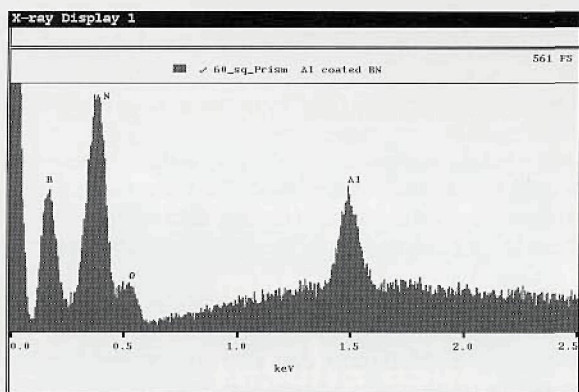 X-ray Display 1
561 FS
60_sq_Prism Al coated BN
N
B
Al
O
0.0 0.5 1.0 1.5 2.0 2.5
keV